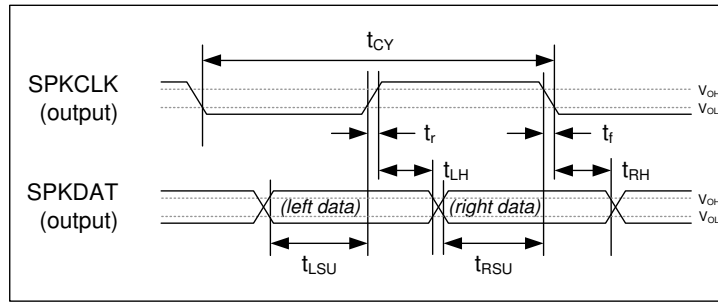 tCY
SPKCLK
(output)
VOH
VOL
tr
tf
tLH
tRH
SPKDAT
(output)
(left data)
(right data)
VOH
VOL
tLSU
tRSU